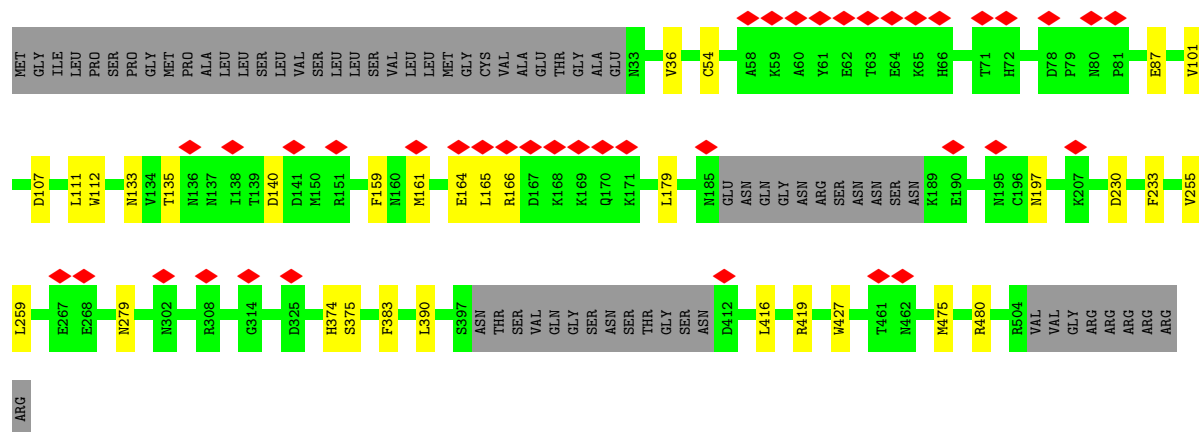 MET GLY ILE LEU PRO SER PRO GLY MET PRO ALA LEU LEU SER LEU VAL SER LEU LEU SER VAL LEU LEU MET GLY CYS VAL ALA GLU THR GLY ALA GLU N33 V36 C54 A58 K59 A60 Y61 E62 T63 E64 K65 H66 T71 H72 D78 P79 N80 P81 E87 V101
D107 L111 W112 N133 V134 T135 N136 N137 I138 T139 D140 D141 M150 R151 F159 N160 M161 E164 L165 R166 D167 K168 K169 Q170 K171 L179 N185 GLU ASN GLN GLY ASN ARG SER ASN ASN SER ASN K189 E190 N195 C196 N197 K207 D230 F233 V255
L259 E267 E268 N279 N302 R308 G314 D325 H374 S375 F383 L390 S397 ASN THR SER VAL GLN GLY SER ASN SER THR GLY SER ASN D412 L416 R419 W427 T461 N462 M475 R480 R504 VAL VAL GLY ARG ARG ARG ARG ARG
ARG